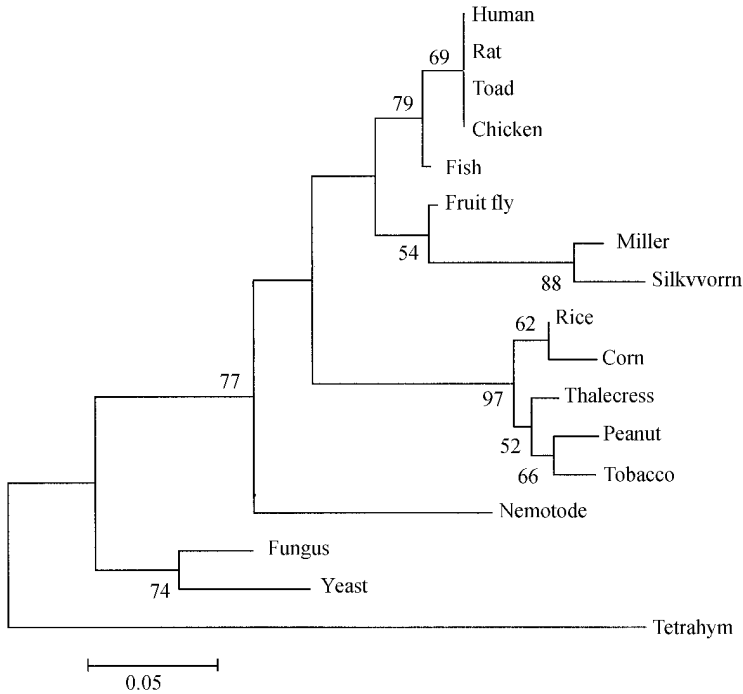 Human
69
Rat
Toad
79
Chicken
Fish
Fruit fly
54
Miller
88
Silkvvorrn
62
Rice
Corn
77
97
Thalecress
52
Peanut
66
Tobacco
Nemotode
Fungus
74
Yeast
Tetrahym
0.05